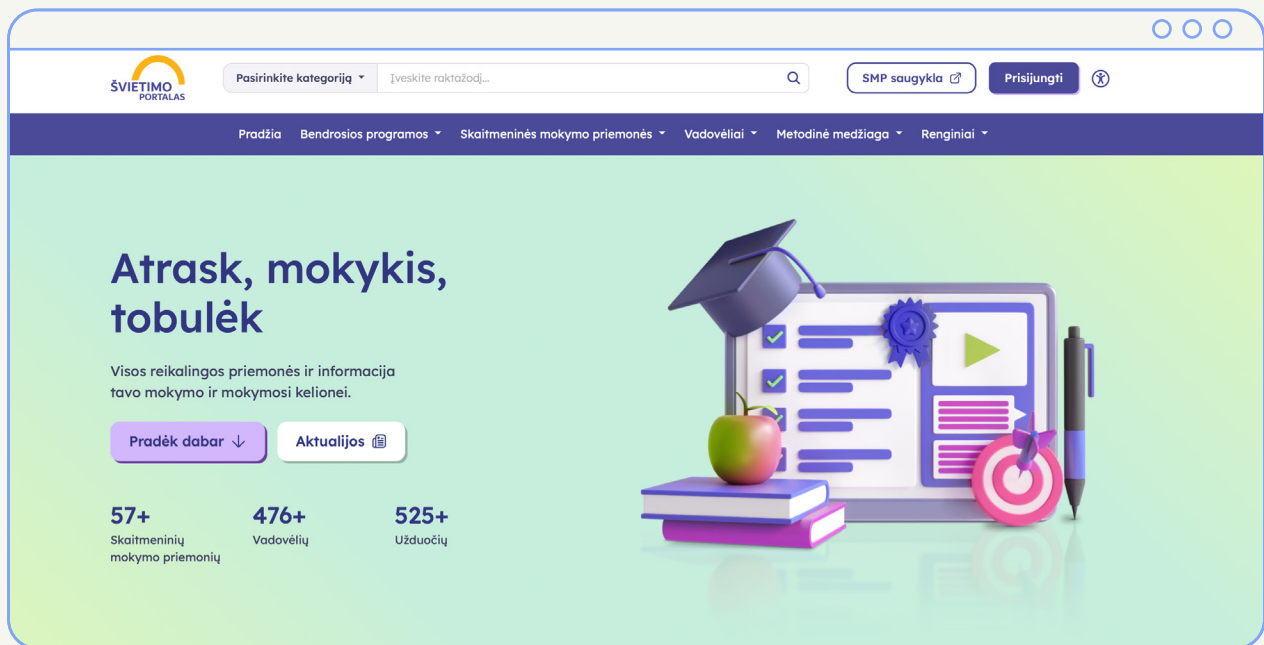 ŠVIETIMO
PORTALAS
Pasirinkite kategoriją
Įveskite raktažodį...
SMP saugykla
Prisijungti
Pradžia Bendrosios programos Skaitmeninės mokymo priemonės Vadovėliai Metodinė medžiaga Renginiai
Atrask, mokykis,
tobulėk
Visos reikalingos priemonės ir informacija
tavo mokymo ir mokymosi kelionei.
Pradėk dabar
Aktualijos
57+
Skaitmeninių
mokymo priemonių
476+
Vadovėlių
525+
Užduočių